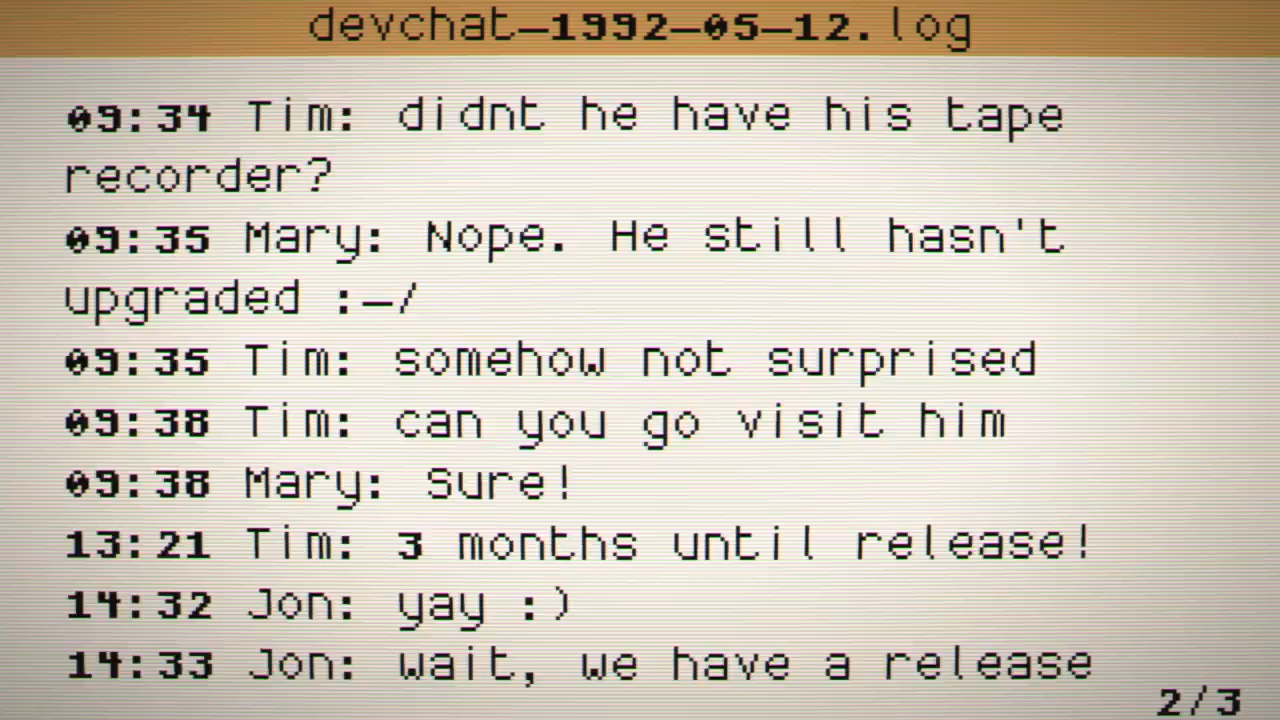 devchat-1992-05-12.log
09:34 Tim: didnt he have his tape
recorder?
09:35 Mary: Nope. He still hasn't
upgraded :-/
09:35 Tim: somehow not surprised
09:38 Tim: can you go visit him
09:38 Mary: Sure!
13:21 Tim: 3 months until release!
14:32 Jon: yay :)
14:33 Jon: wait, we have a release
2/3